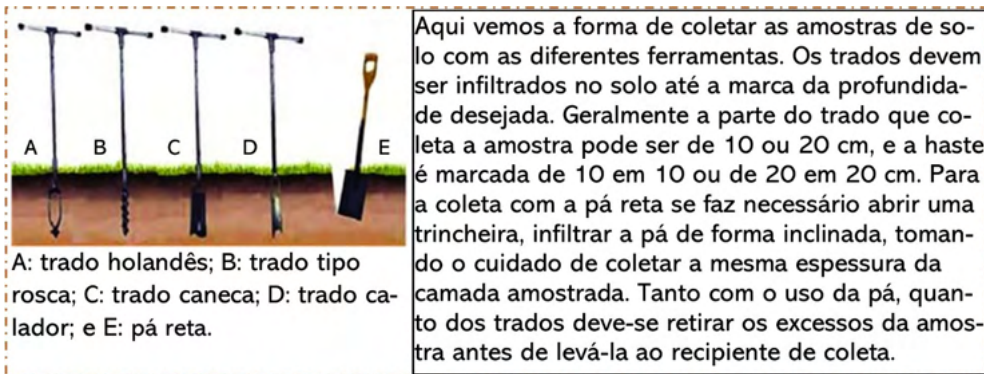 A
B
C
D
E
A: trado holandês; B: trado tipo
rosca; C: trado caneca; D: trado ca-
lador; e E: pá reta.
Aqui vemos a forma de coletar as amostras de so-
lo com as diferentes ferramentas. Os trados devem
ser infiltrados no solo até a marca da profundida-
de desejada. Geralmente a parte do trado que co-
leta a amostra pode ser de 10 ou 20 cm, e a haste
é marcada de 10 em 10 ou de 20 em 20 cm. Para
a coleta com a pá reta se faz necessário abrir uma
trincheira, infiltrar a pá de forma inclinada, toman-
do o cuidado de coletar a mesma espessura da
camada amostrada. Tanto com o uso da pá, quan-
to dos trados deve-se retirar os excessos da amos-
tra antes de levá-la ao recipiente de coleta.